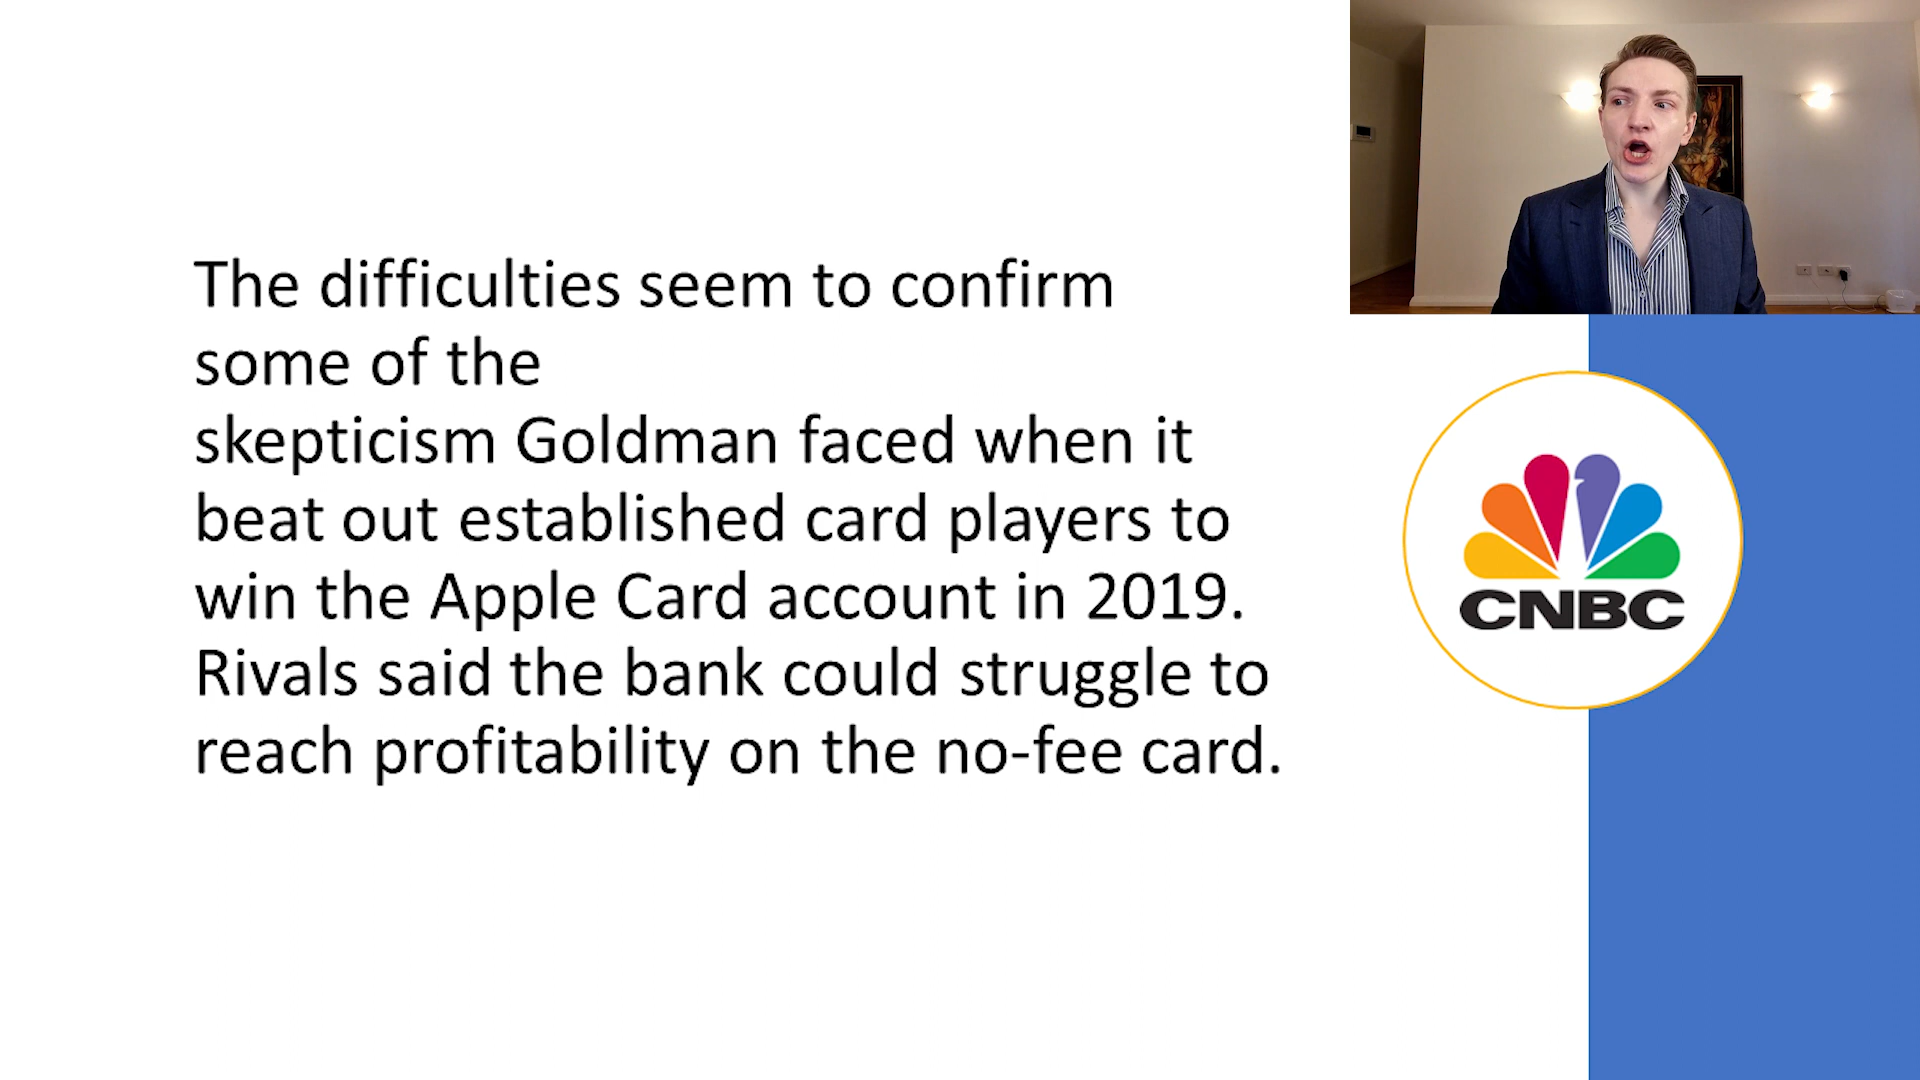 The difficulties seem to confirm
some of the
skepticism Goldman faced when it
beat out established card players to
win the Apple Card account in 2019.
Rivals said the bank could struggle to
reach profitability on the no-fee card.
CNBC